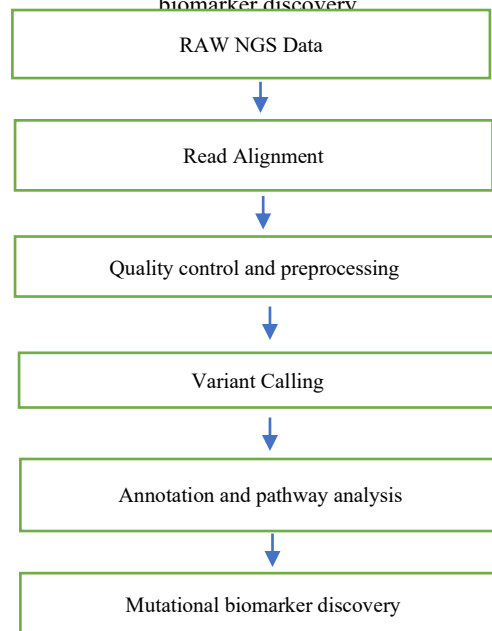 biomarker discovery
RAW NGS Data
Read Alignment
Quality control and preprocessing
Variant Calling
Annotation and pathway analysis
Mutational biomarker discovery